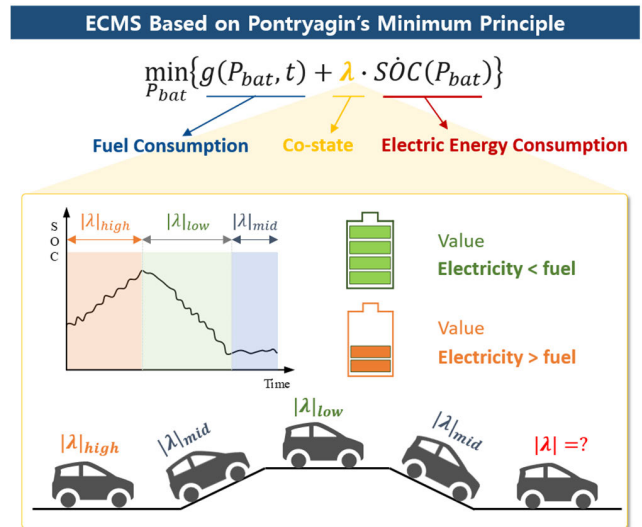 ECMS Based on Pontryagin's Minimum Principle
min{g(P_bat, t) + λ · SȮC(P_bat)}
P_bat
Fuel Consumption
Co-state
Electric Energy Consumption
|λ|high
|λ|low
|λ|mid
S
O
C
Time
Value
Electricity < fuel
Value
Electricity > fuel
|λ|high
|λ|mid
|λ|low
|λ|mid
|λ| =?